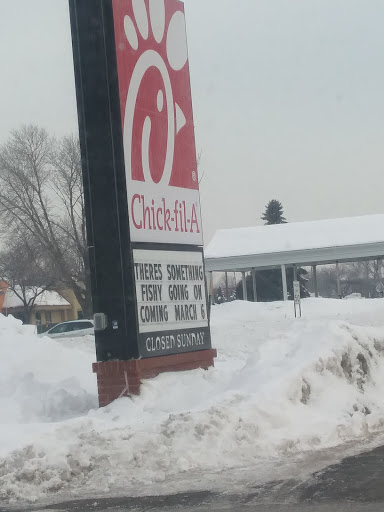 Chick-fil-A®
THERES SOMETHING
FISHY GOING ON
COMING MARCH 6
CLOSED SUNDAY